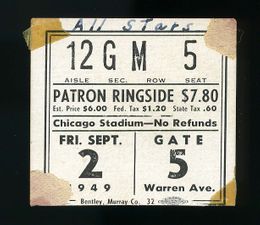 All Stars
12 G M 5
AISLE SEC. ROW SEAT
PATRON RINGSIDE $7.80
Est. Price $6.00 Fed. Tax $1.20 State Tax .60
Chicago Stadium—No Refunds
FRI. SEPT. GATE
2 5
1949 Warren Ave.
Bentley, Murray Co. 32